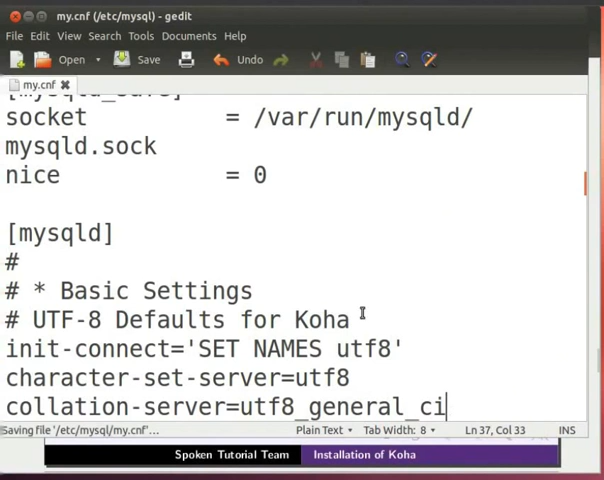 my.cnf (/etc/mysql) - gedit
File Edit View Search Tools Documents Help
Open Save Undo
my.cnf
[mysqld_safe]
socket = /var/run/mysqld/
mysqld.sock
nice = 0
[mysqld]
#
# * Basic Settings
# UTF-8 Defaults for Koha
init-connect='SET NAMES utf8'
character-set-server=utf8
collation-server=utf8_general_ci
Saving file '/etc/mysql/my.cnf'... Plain Text Tab Width: 8 Ln 37, Col 33 INS
Spoken Tutorial Team Installation of Koha